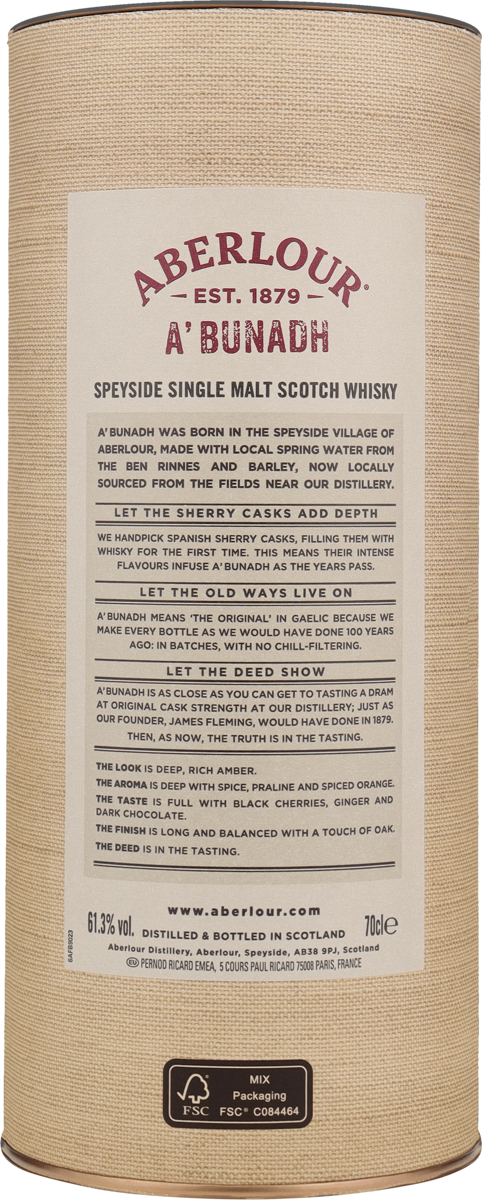 ABERLOUR®
EST. 1879
A'BUNADH
SPEYSIDE SINGLE MALT SCOTCH WHISKY
A'BUNADH WAS BORN IN THE SPEYSIDE VILLAGE OF
ABERLOUR, MADE WITH LOCAL SPRING WATER FROM
THE BEN RINNES AND BARLEY, NOW LOCALLY
SOURCED FROM THE FIELDS NEAR OUR DISTILLERY.
LET THE SHERRY CASKS ADD DEPTH
WE HANDPICK SPANISH SHERRY CASKS, FILLING THEM WITH
WHISKY FOR THE FIRST TIME. THIS MEANS THEIR INTENSE
FLAVOURS INFUSE A'BUNADH AS THE YEARS PASS.
LET THE OLD WAYS LIVE ON
A'BUNADH MEANS 'THE ORIGINAL' IN GAELIC BECAUSE WE
MAKE EVERY BOTTLE AS WE WOULD HAVE DONE 100 YEARS
AGO: IN BATCHES, WITH NO CHILL-FILTERING.
LET THE DEED SHOW
A'BUNADH IS AS CLOSE AS YOU CAN GET TO TASTING A DRAM
AT ORIGINAL CASK STRENGTH AT OUR DISTILLERY; JUST AS
OUR FOUNDER, JAMES FLEMING, WOULD HAVE DONE IN 1879.
THEN, AS NOW, THE TRUTH IS IN THE TASTING.
THE LOOK IS DEEP, RICH AMBER.
THE AROMA IS DEEP WITH SPICE, PRALINE AND SPICED ORANGE.
THE TASTE IS FULL WITH BLACK CHERRIES, GINGER AND
DARK CHOCOLATE.
THE FINISH IS LONG AND BALANCED WITH A TOUCH OF OAK.
THE DEED IS IN THE TASTING.
www.aberlour.com
61.3% vol. DISTILLED & BOTTLED IN SCOTLAND 70cl e
Aberlour Distillery, Aberlour, Speyside, AB38 9PJ, Scotland
EU PERNOD RICARD EMEA, 5 COURS PAUL RICARD 75008 PARIS, FRANCE
FSC
MIX
Packaging
FSC® C084464